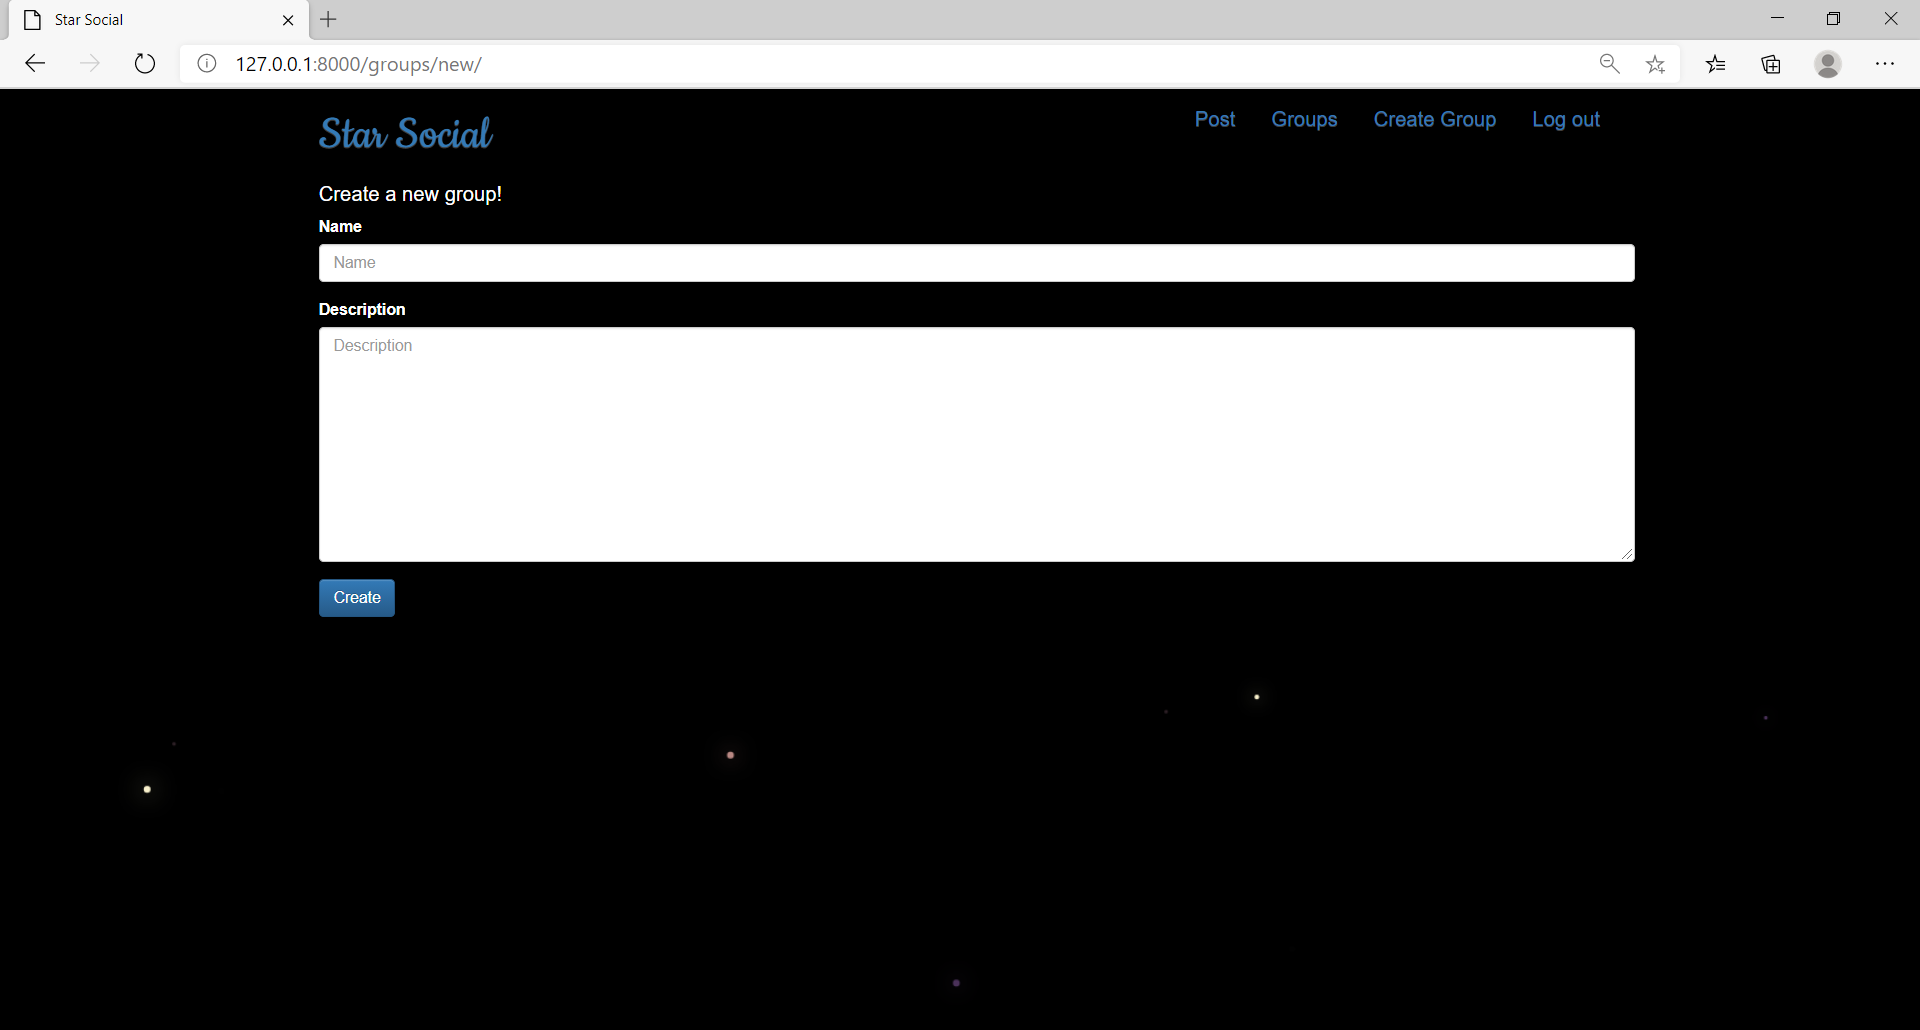 Star Social
127.0.0.1:8000/groups/new/
Star Social
Post Groups Create Group Log out
Create a new group!
Name
Name
Description
Description
Create